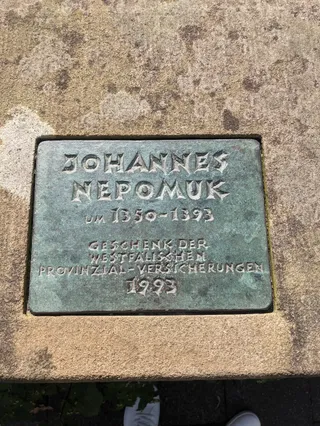 JOHANNES
NEPOMUK
UM 1350-1393
GESCHENK DER
WESTFÄLISCHEN
PROVINZIAL-VERSICHERUNGEN
1993